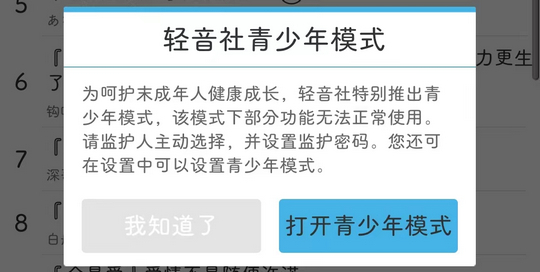 5
轻音社青少年模式
力更生
6
『
了
为呵护末成年人健康成长，轻音社特别推出青
少年模式，该模式下部分功能无法正常使用。
请监护人主动选择，并设置监护密码。您还可
在设置中可以设置青少年模式。
7
『
深
8
『
我知道了
打开青少年模式